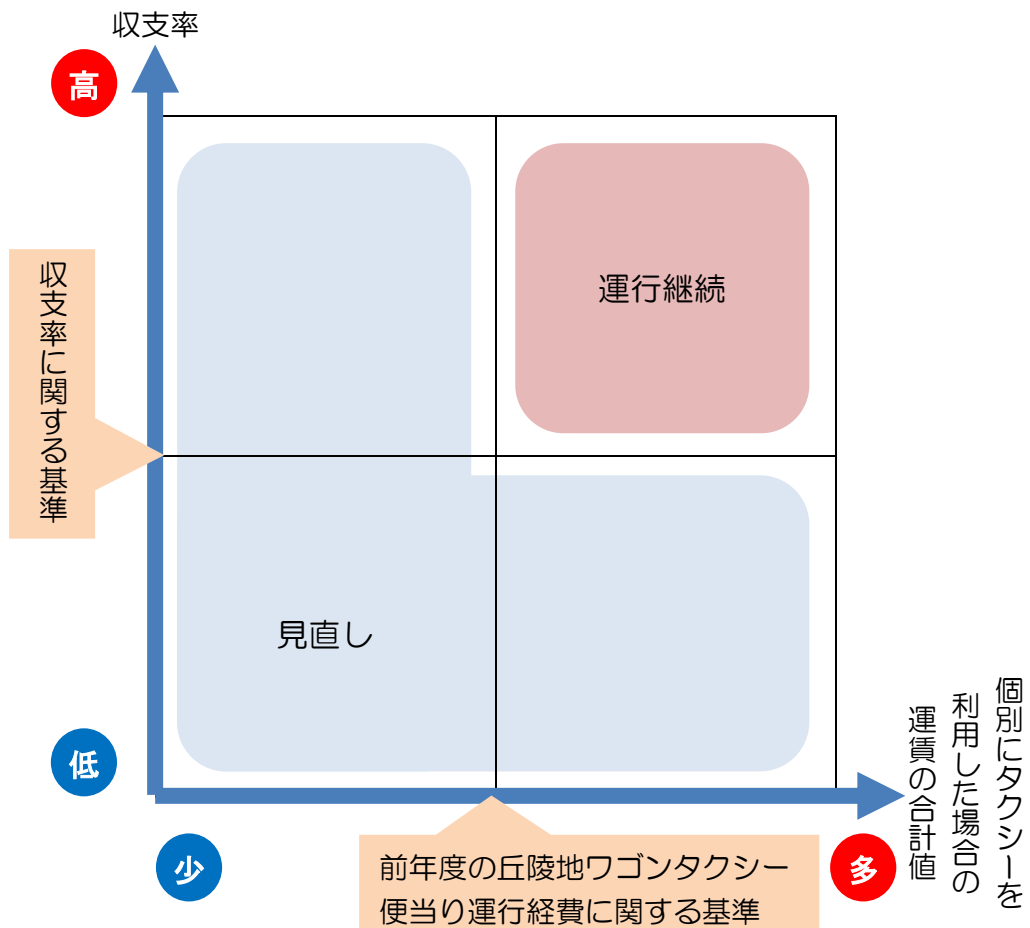 収支率
高
収支率に関する基準
運行継続
見直し
低
少
前年度の丘陵地ワゴンタクシー
便当り運行経費に関する基準
多
個別にタクシーを
利用した場合の
運賃の合計値